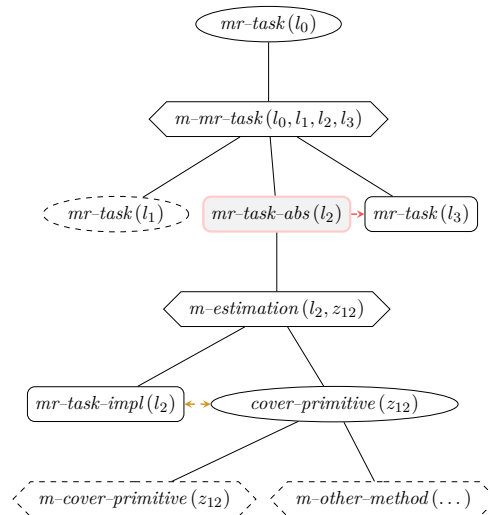 mr–task(l₀)
m-mr–task(l₀, l₁, l₂, l₃)
mr–task(l₁) mr–task-abs(l₂) mr–task(l₃)
m-estimation(l₂, z₁₂)
mr–task–impl(l₂) cover–primitive(z₁₂)
m-cover–primitive(z₁₂) m-other–method(...)